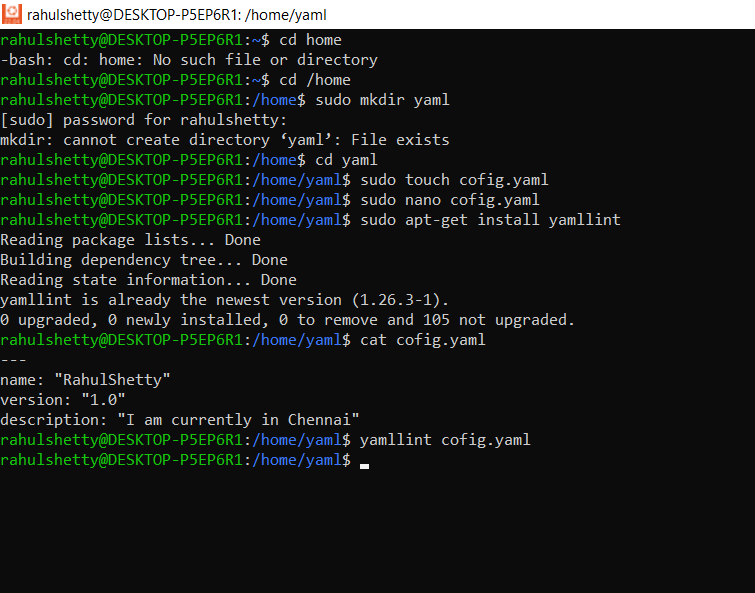 rahulshetty@DESKTOP-P5EP6R1: /home/yaml
rahulshetty@DESKTOP-P5EP6R1:~$ cd home
-bash: cd: home: No such file or directory
rahulshetty@DESKTOP-P5EP6R1:~$ cd /home
rahulshetty@DESKTOP-P5EP6R1:/home$ sudo mkdir yaml
[sudo] password for rahulshetty:
mkdir: cannot create directory ‘yaml’: File exists
rahulshetty@DESKTOP-P5EP6R1:/home$ cd yaml
rahulshetty@DESKTOP-P5EP6R1:/home/yaml$ sudo touch cofig.yaml
rahulshetty@DESKTOP-P5EP6R1:/home/yaml$ sudo nano cofig.yaml
rahulshetty@DESKTOP-P5EP6R1:/home/yaml$ sudo apt-get install yamllint
Reading package lists... Done
Building dependency tree... Done
Reading state information... Done
yamllint is already the newest version (1.26.3-1).
0 upgraded, 0 newly installed, 0 to remove and 105 not upgraded.
rahulshetty@DESKTOP-P5EP6R1:/home/yaml$ cat cofig.yaml
---
name: "RahulShetty"
version: "1.0"
description: "I am currently in Chennai"
rahulshetty@DESKTOP-P5EP6R1:/home/yaml$ yamllint cofig.yaml
rahulshetty@DESKTOP-P5EP6R1:/home/yaml$